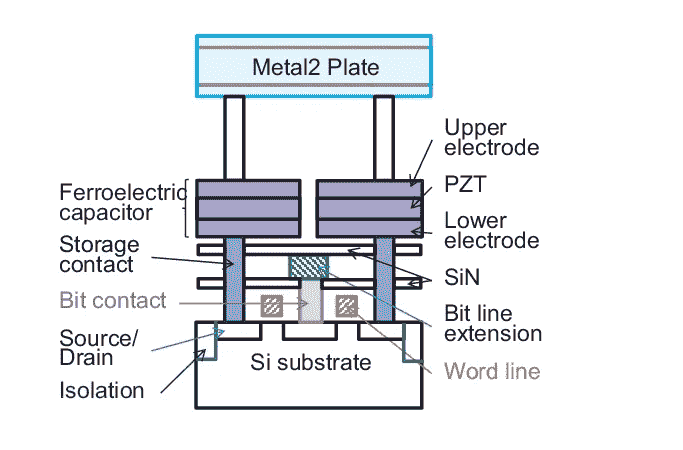 Metal2 Plate
Upper
electrode
PZT
Lower
electrode
SiN
Bit line
extension
Word line
Ferroelectric
capacitor
Storage
contact
Bit contact
Source/
Drain
Isolation
Si substrate